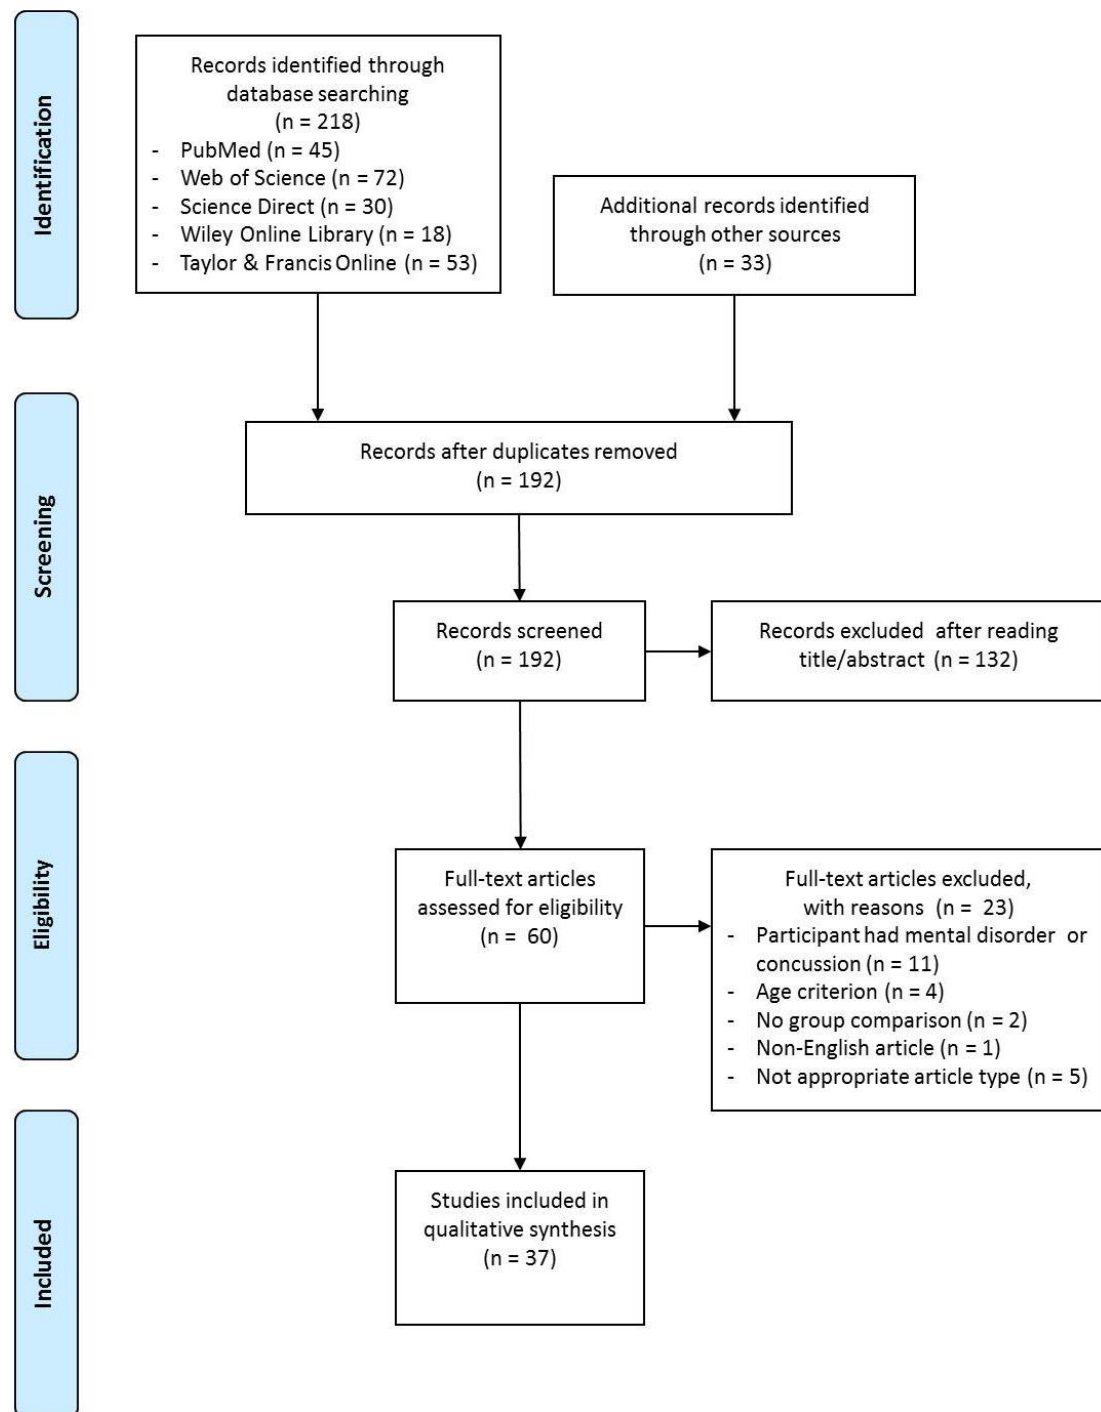 Identification
Records identified through
database searching
(n = 218)
- PubMed (n = 45)
- Web of Science (n = 72)
- Science Direct (n = 30)
- Wiley Online Library (n = 18)
- Taylor & Francis Online (n = 53)
Additional records identified
through other sources
(n = 33)
Screening
Records after duplicates removed
(n = 192)
Records screened
(n = 192)
Records excluded after reading
title/abstract (n = 132)
Eligibility
Full-text articles
assessed for eligibility
(n = 60)
Full-text articles excluded,
with reasons (n = 23)
- Participant had mental disorder or
concussion (n = 11)
- Age criterion (n = 4)
- No group comparison (n = 2)
- Non-English article (n = 1)
- Not appropriate article type (n = 5)
Included
Studies included in
qualitative synthesis
(n = 37)